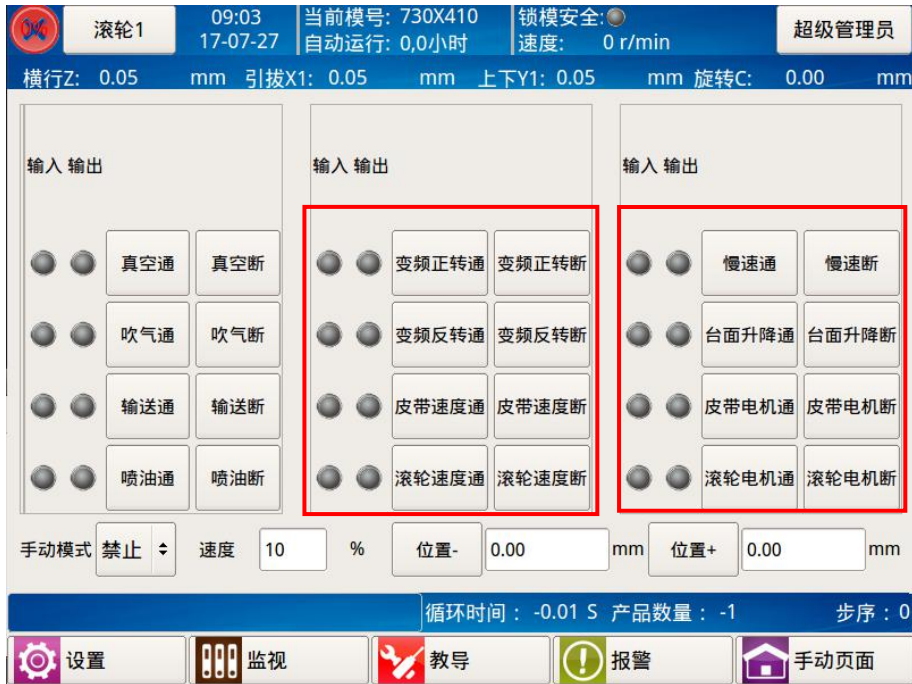 滚轮1
09:03
17-07-27
当前模号: 730X410
自动运行: 0,0小时
锁模安全:
速度: 0 r/min
超级管理员
横行Z: 0.05 mm 引拔X1: 0.05 mm 上下Y1: 0.05 mm 旋转C: 0.00 mm
输入 输出 输入 输出 输入 输出
真空通 真空断 变频正转通 变频正转断 慢速通 慢速断
吹气通 吹气断 变频反转通 变频反转断 台面升降通 台面升降断
输送通 输送断 皮带速度通 皮带速度断 皮带电机通 皮带电机断
喷油通 喷油断 滚轮速度通 滚轮速度断 滚轮电机通 滚轮电机断
手动模式 禁止 速度 10 % 位置- 0.00 mm 位置+ 0.00 mm
循环时间： -0.01 S 产品数量： -1 步序：0
设置 监视 教导 报警 手动页面